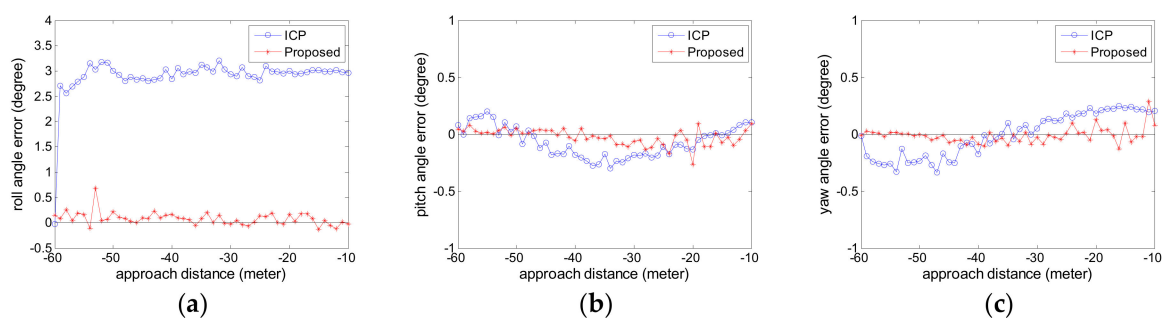 4
3.5
3
2.5
2
1.5
1
0.5
0
-0.5
roll angle error (degree)
ICP
Proposed
-60 -50 -40 -30 -20 -10
approach distance (meter)
(a)
1
0.5
0
-0.5
-1
pitch angle error (degree)
ICP
Proposed
-60 -50 -40 -30 -20 -10
approach distance (meter)
(b)
1
0.5
0
-0.5
-1
yaw angle error (degree)
ICP
Proposed
-60 -50 -40 -30 -20 -10
approach distance (meter)
(c)